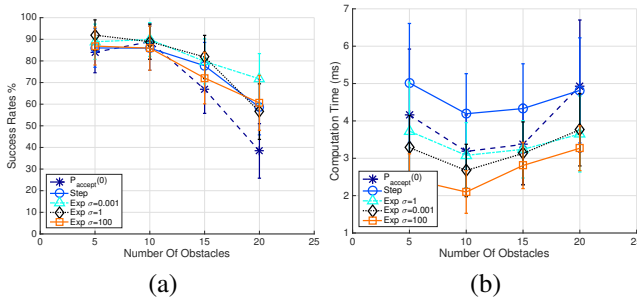 100
90
80
70
60
50
40
30
20
10
0
Success Rates %
P_accept(0)
Step
Exp σ=0.001
Exp σ=1
Exp σ=100
0 5 10 15 20 25
Number Of Obstacles
(a)
7
6
5
4
3
2
1
Computation Time (ms)
P_accept(0)
Step
Exp σ=1
Exp σ=0.001
Exp σ=100
0 5 10 15 20 25
Number Of Obstacles
(b)